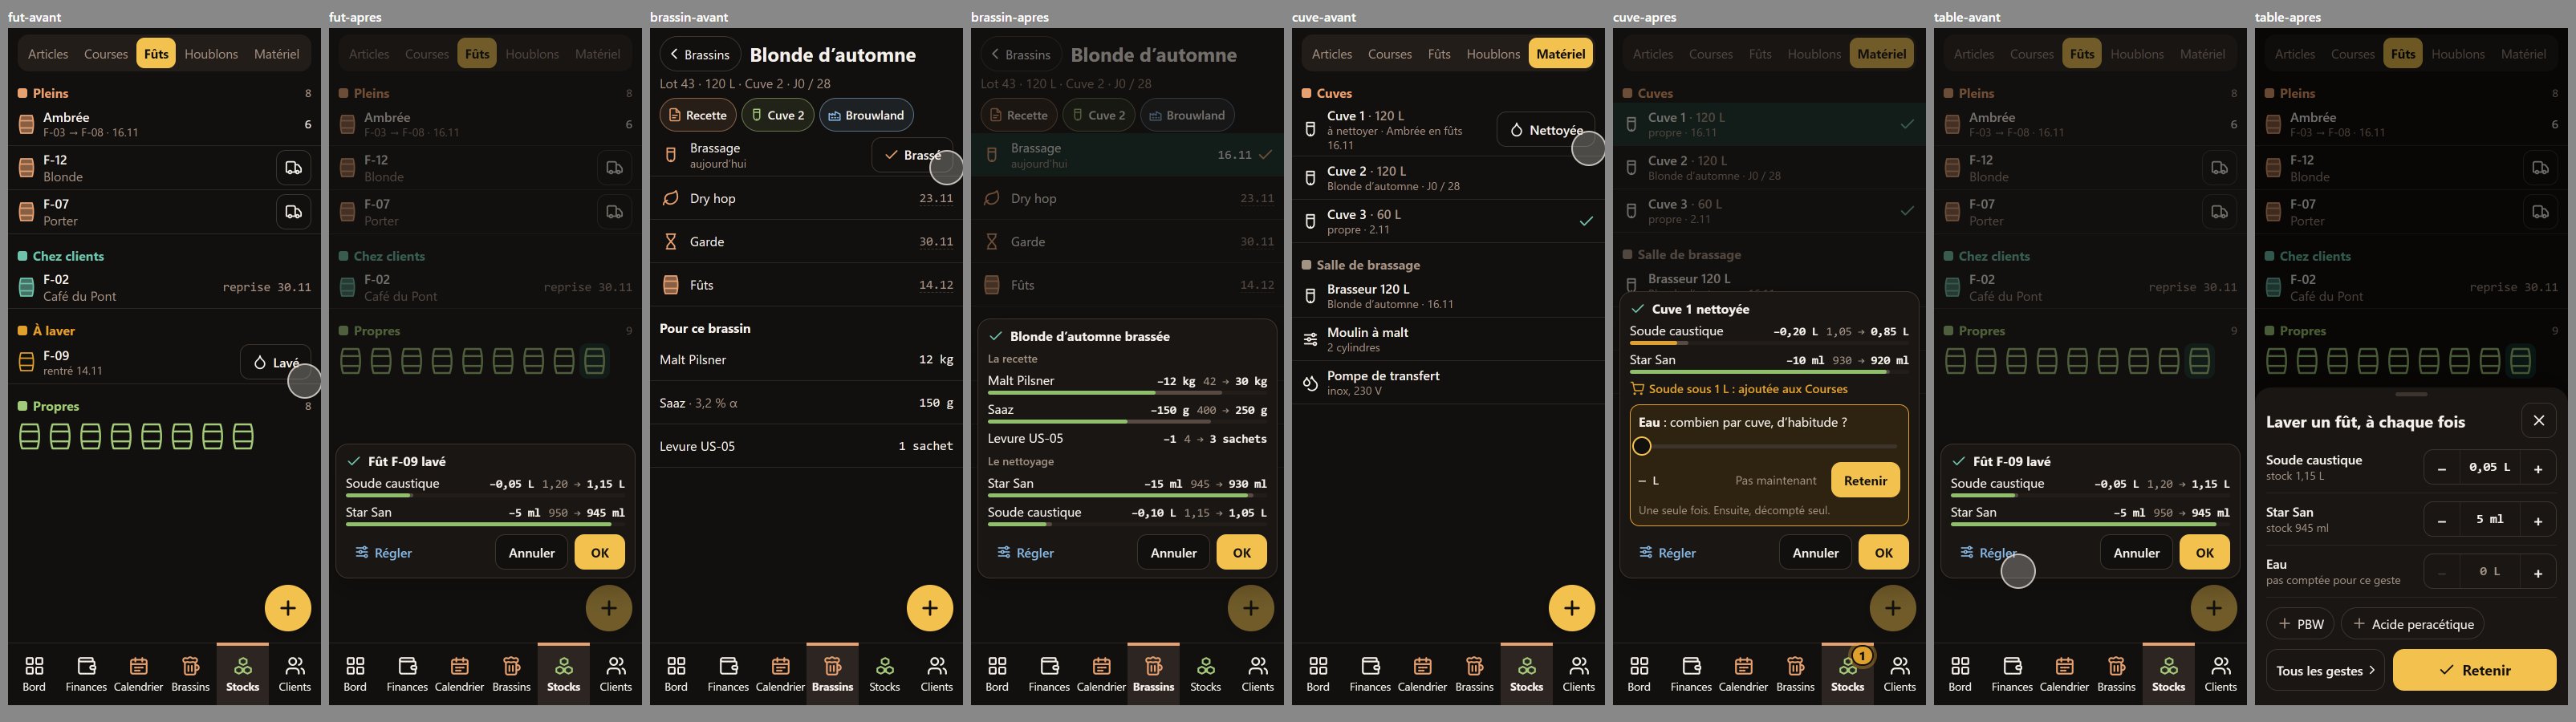 fut-avant
Articles Courses Fûts Houblons Matériel
Pleins 8
Ambrée 6
F-03 → F-08 · 16.11
F-12
Blonde
F-07
Porter
Chez clients
F-02
Café du Pont reprise 30.11
À laver
F-09 Lavé
rentré 14.11
Propres 8
Bord Finances Calendrier Brassins Stocks Clients
fut-apres
Articles Courses Fûts Houblons Matériel
Pleins 8
Ambrée 6
F-03 → F-08 · 16.11
F-12
Blonde
F-07
Porter
Chez clients
F-02
Café du Pont reprise 30.11
Propres 9
Fût F-09 lavé
Soude caustique −0,05 L 1,20 → 1,15 L
Star San −5 ml 950 → 945 ml
Régler Annuler OK
Bord Finances Calendrier Brassins Stocks Clients
brassin-avant
Brassins Blonde d’automne
Lot 43 · 120 L · Cuve 2 · J0 / 28
Recette Cuve 2 Brouwland
Brassage Brassé
aujourd’hui
Dry hop 23.11
Garde 30.11
Fûts 14.12
Pour ce brassin
Malt Pilsner 12 kg
Saaz · 3,2 % α 150 g
Levure US-05 1 sachet
Bord Finances Calendrier Brassins Stocks Clients
brassin-apres
Brassins Blonde d’automne
Lot 43 · 120 L · Cuve 2 · J0 / 28
Recette Cuve 2 Brouwland
Brassage 16.11
aujourd’hui
Dry hop 23.11
Garde 30.11
Fûts 14.12
Blonde d’automne brassée
La recette
Malt Pilsner −12 kg 42 → 30 kg
Saaz −150 g 400 → 250 g
Levure US-05 −1 4 → 3 sachets
Le nettoyage
Star San −15 ml 945 → 930 ml
Soude caustique −0,10 L 1,15 → 1,05 L
Régler Annuler OK
Bord Finances Calendrier Brassins Stocks Clients
cuve-avant
Articles Courses Fûts Houblons Matériel
Cuves
Cuve 1 · 120 L Nettoyée
à nettoyer · Ambrée en fûts
16.11
Cuve 2 · 120 L
Blonde d’automne · J0 / 28
Cuve 3 · 60 L
propre · 2.11
Salle de brassage
Brasseur 120 L
Blonde d’automne · 16.11
Moulin à malt
2 cylindres
Pompe de transfert
inox, 230 V
Bord Finances Calendrier Brassins Stocks Clients
cuve-apres
Articles Courses Fûts Houblons Matériel
Cuves
Cuve 1 · 120 L
propre · 16.11
Cuve 2 · 120 L
Blonde d’automne · J0 / 28
Cuve 3 · 60 L
propre · 2.11
Salle de brassage
Brasseur 120 L
Cuve 1 nettoyée
Soude caustique −0,20 L 1,05 → 0,85 L
Star San −10 ml 930 → 920 ml
Soude sous 1 L : ajoutée aux Courses
Eau : combien par cuve, d’habitude ?
– L Pas maintenant Retenir
Une seule fois. Ensuite, décompté seul.
Régler Annuler OK
1
Bord Finances Calendrier Brassins Stocks Clients
table-avant
Articles Courses Fûts Houblons Matériel
Pleins 8
Ambrée 6
F-03 → F-08 · 16.11
F-12
Blonde
F-07
Porter
Chez clients
F-02
Café du Pont reprise 30.11
Propres 9
Fût F-09 lavé
Soude caustique −0,05 L 1,20 → 1,15 L
Star San −5 ml 950 → 945 ml
Régler Annuler OK
Bord Finances Calendrier Brassins Stocks Clients
table-apres
Articles Courses Fûts Houblons Matériel
Pleins 8
Ambrée 6
F-03 → F-08 · 16.11
F-12
Blonde
F-07
Porter
Chez clients
F-02
Café du Pont reprise 30.11
Propres 9
Laver un fût, à chaque fois
Soude caustique − 0,05 L +
stock 1,15 L
Star San − 5 ml +
stock 945 ml
Eau − 0 L +
pas comptée pour ce geste
+ PBW + Acide peracétique
Tous les gestes Retenir